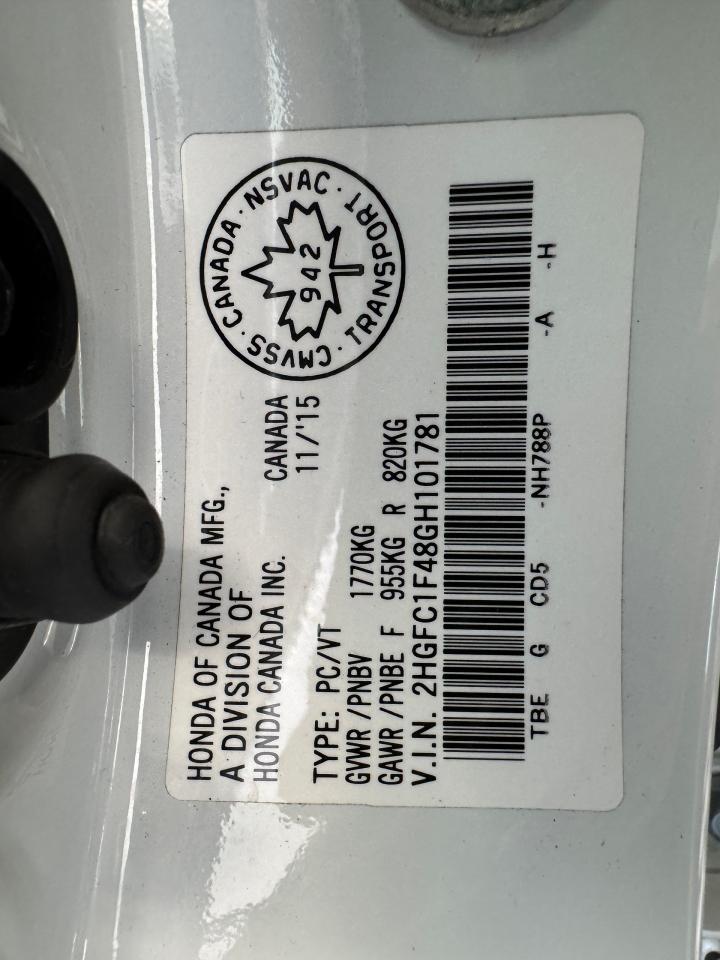 HONDA OF CANADA MFG.,
A DIVISION OF
HONDA CANADA INC.
CANADA
11/'15
CMVSS · CANADA · NSVAC · TRANSPORT ·
942
TYPE: PC/VT
GVWR /PNBV 1770KG
GAWR /PNBE F 955KG R 820KG
V.I.N. 2HGFC1F48GH101781
TBE G CD5 -NH788P -A -H